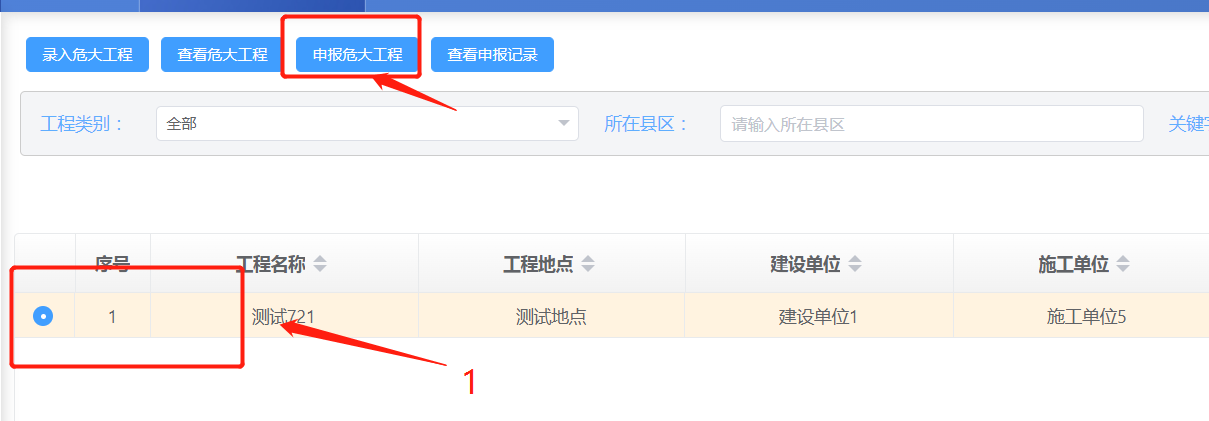 录入危大工程 查看危大工程 申报危大工程 查看申报记录
工程类别： 全部 所在县区： 请输入所在县区 关键字
序号 工程名称 工程地点 建设单位 施工单位
1 测试721 测试地点 建设单位1 施工单位5
1